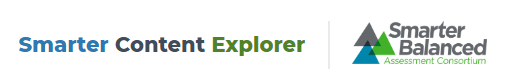 Smarter Content Explorer
Smarter
Balanced
Assessment Consortium